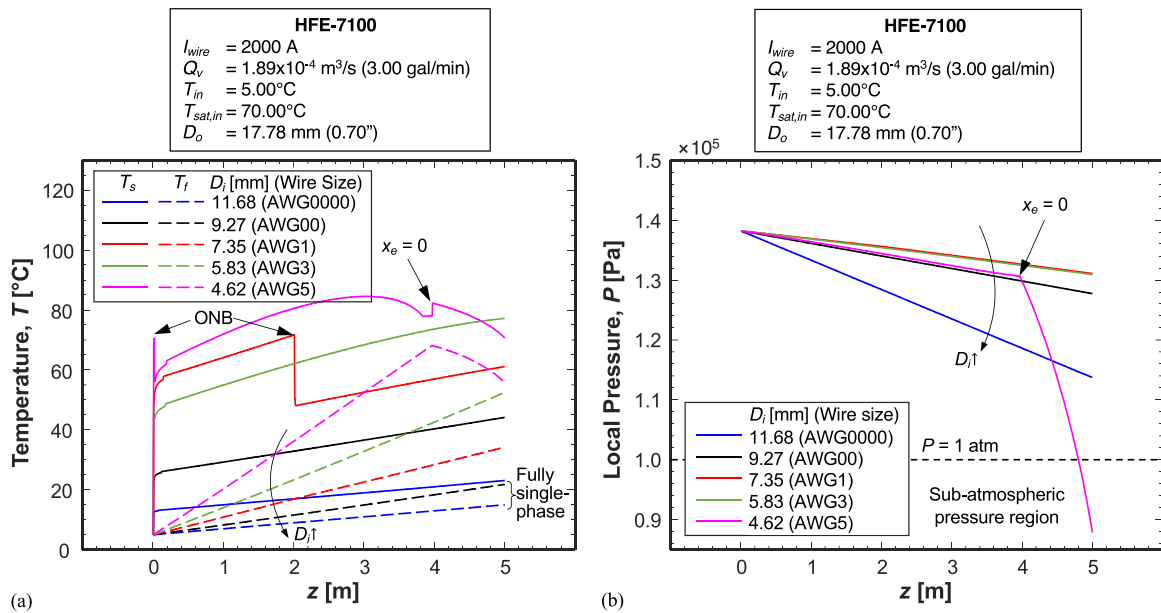 HFE-7100
I_wire = 2000 A
Q_v = 1.89x10⁻⁴ m³/s (3.00 gal/min)
T_in = 5.00°C
T_sat,in = 70.00°C
D_o = 17.78 mm (0.70")
Temperature, T [°C]
120
100
80
60
40
20
0
T_s T_f D_i [mm] (Wire Size)
11.68 (AWG0000)
9.27 (AWG00)
7.35 (AWG1)
5.83 (AWG3)
4.62 (AWG5)
x_e = 0
ONB
D_i↑
Fully
single-
phase
0 1 2 3 4 5
z [m]
(a)
HFE-7100
I_wire = 2000 A
Q_v = 1.89x10⁻⁴ m³/s (3.00 gal/min)
T_in = 5.00°C
T_sat,in = 70.00°C
D_o = 17.78 mm (0.70")
×10⁵
Local Pressure, P [Pa]
1.5
1.4
1.3
1.2
1.1
1.0
0.9
x_e = 0
D_i↑
D_i [mm] (Wire size)
11.68 (AWG0000)
9.27 (AWG00)
7.35 (AWG1)
5.83 (AWG3)
4.62 (AWG5)
P = 1 atm
Sub-atmospheric
pressure region
0 1 2 3 4 5
z [m]
(b)